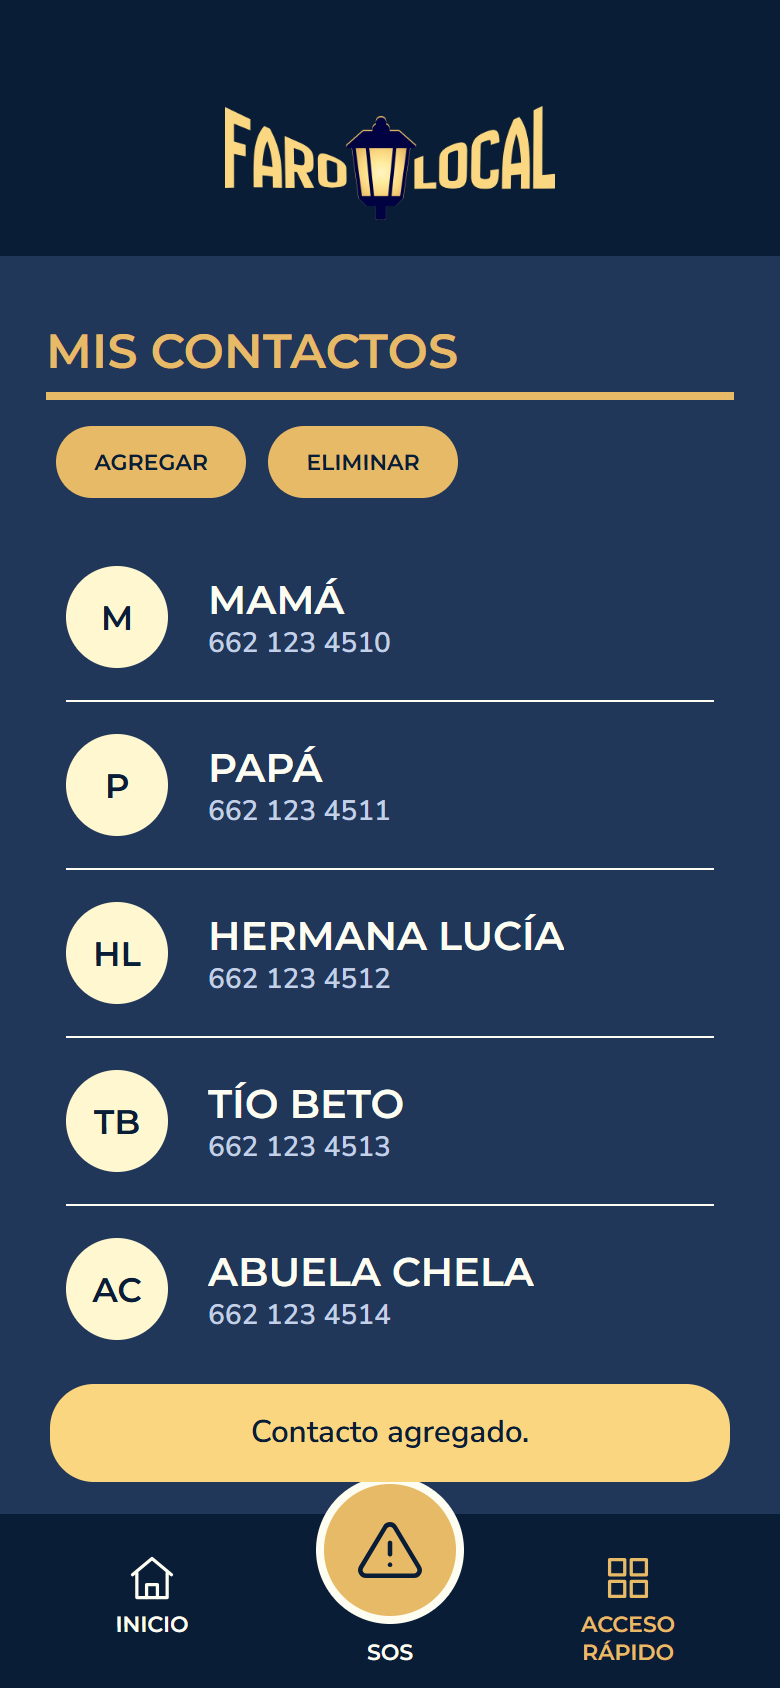 FARO LOCAL
MIS CONTACTOS
AGREGAR ELIMINAR
M
MAMÁ
662 123 4510
P
PAPÁ
662 123 4511
HL
HERMANA LUCÍA
662 123 4512
TB
TÍO BETO
662 123 4513
AC
ABUELA CHELA
662 123 4514
Contacto agregado.
INICIO
SOS
ACCESO
RÁPIDO